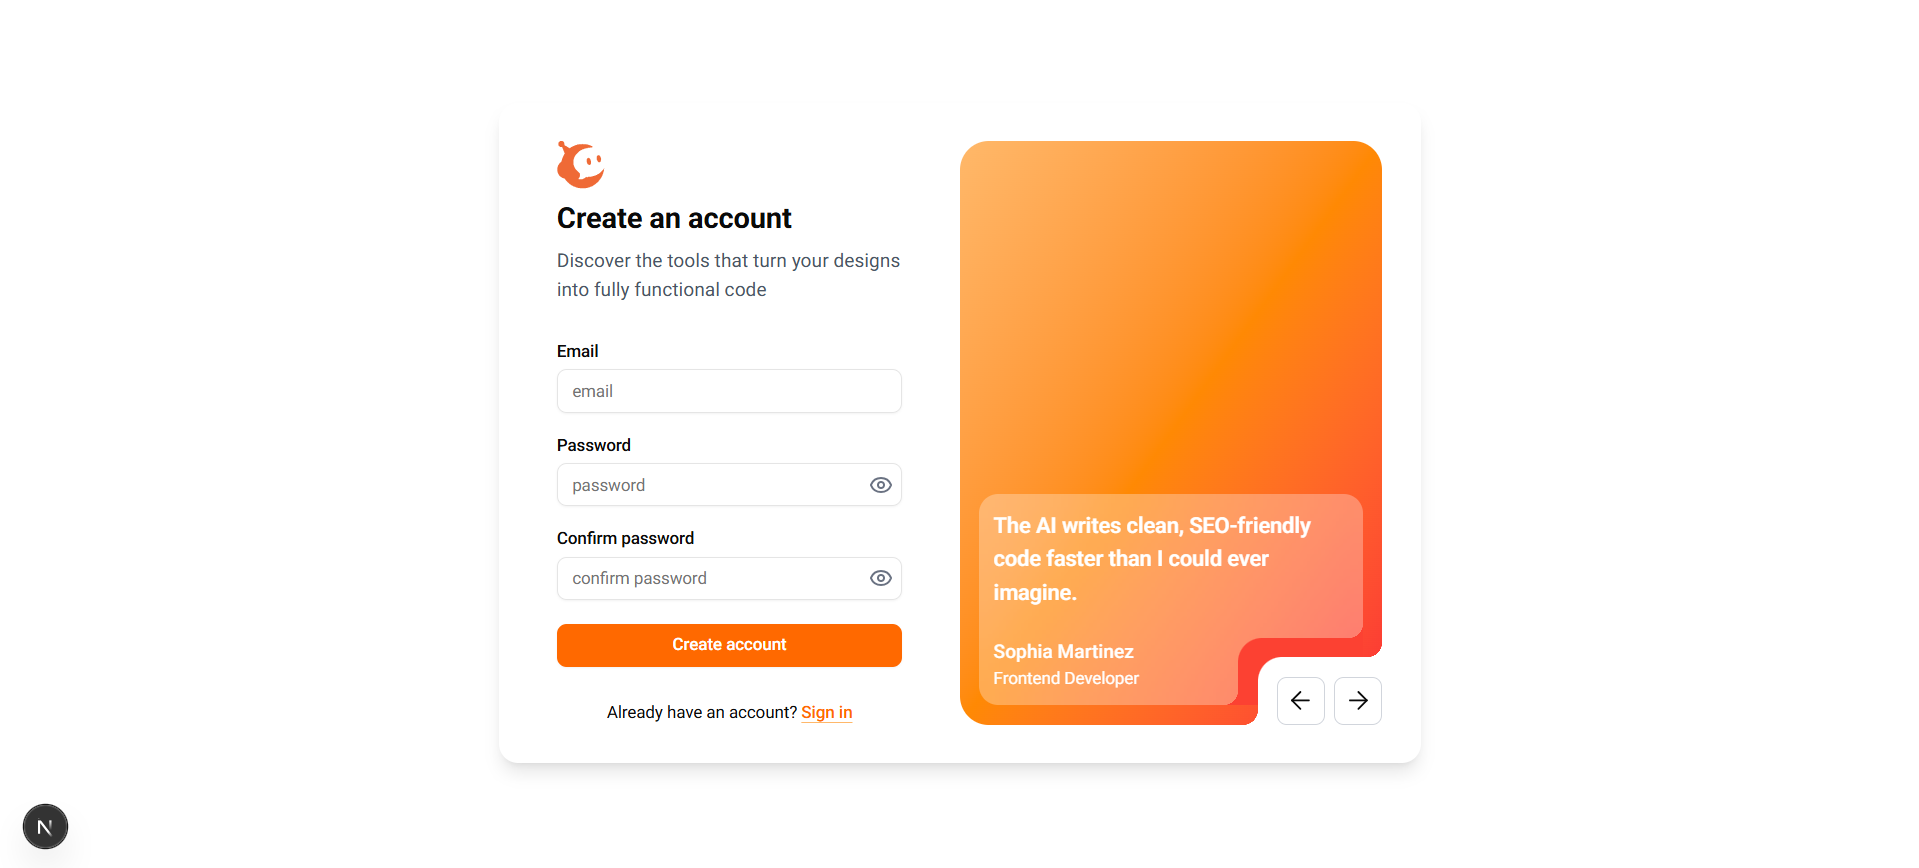 Create an account
Discover the tools that turn your designs
into fully functional code
Email
email
Password
password
Confirm password
confirm password
Create account
Already have an account? Sign in
The AI writes clean, SEO-friendly
code faster than I could ever
imagine.
Sophia Martinez
Frontend Developer
N